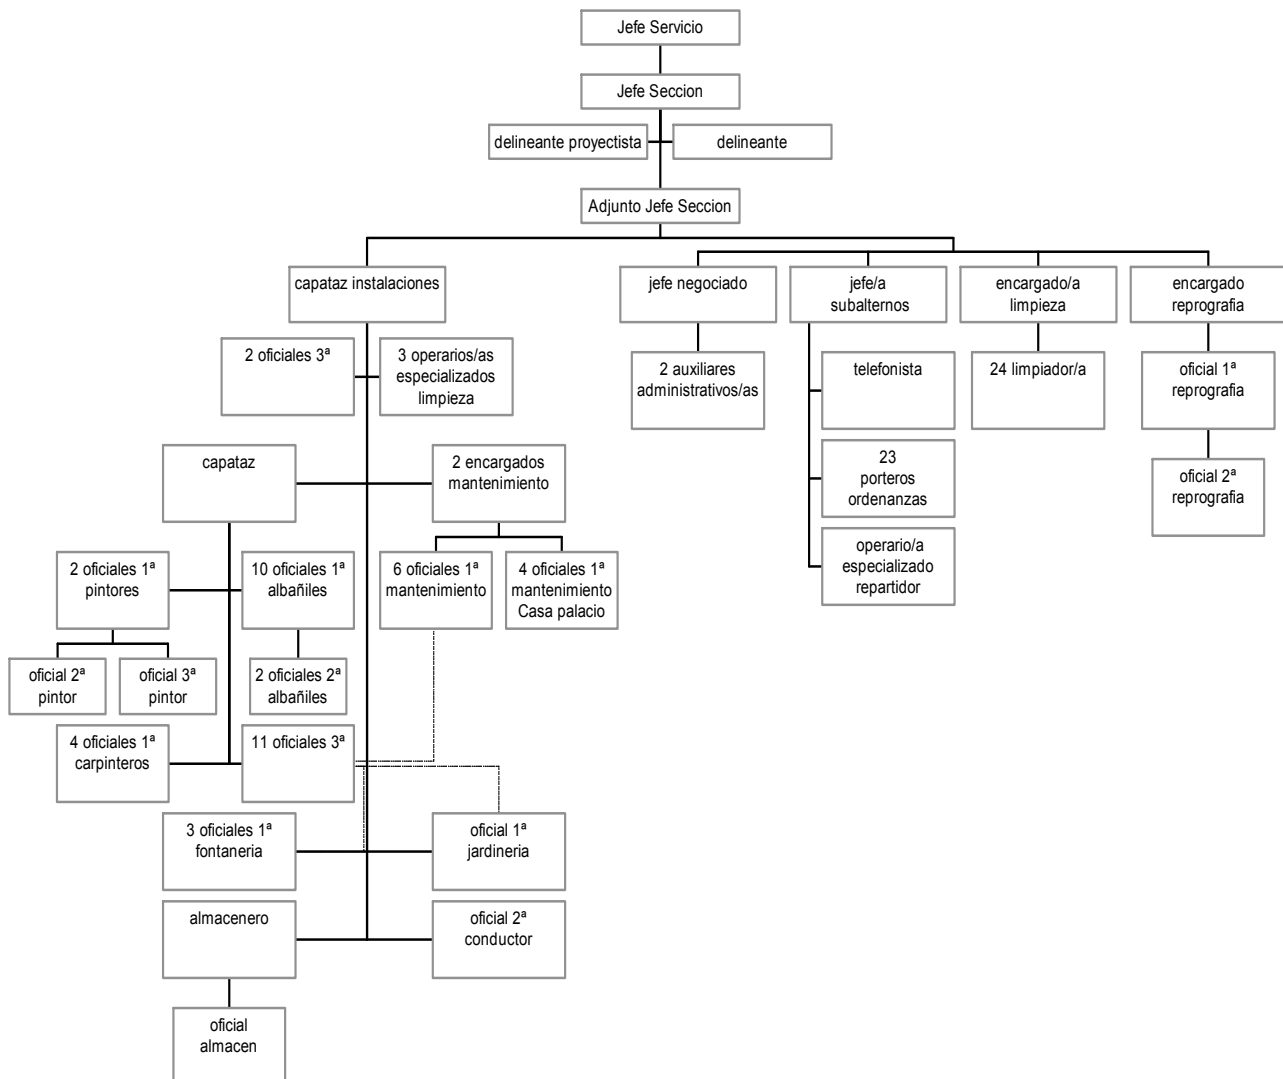 Jefe Servicio
Jefe Seccion
delineante proyectista
delineante
Adjunto Jefe Seccion
capataz instalaciones
jefe negociado
jefe/a
subalternos
encargado/a
limpieza
encargado
reprografia
2 oficiales 3ª
3 operarios/as
especializados
limpieza
2 auxiliares
administrativos/as
telefonista
24 limpiador/a
oficial 1ª
reprografia
capataz
2 encargados
mantenimiento
23
porteros
ordenanzas
oficial 2ª
reprografia
2 oficiales 1ª
pintores
10 oficiales 1ª
albañiles
6 oficiales 1ª
mantenimiento
4 oficiales 1ª
mantenimiento
Casa palacio
operario/a
especializado
repartidor
oficial 2ª
pintor
oficial 3ª
pintor
2 oficiales 2ª
albañiles
4 oficiales 1ª
carpinteros
11 oficiales 3ª
3 oficiales 1ª
fontaneria
oficial 1ª
jardineria
almacenero
oficial 2ª
conductor
oficial
almacen